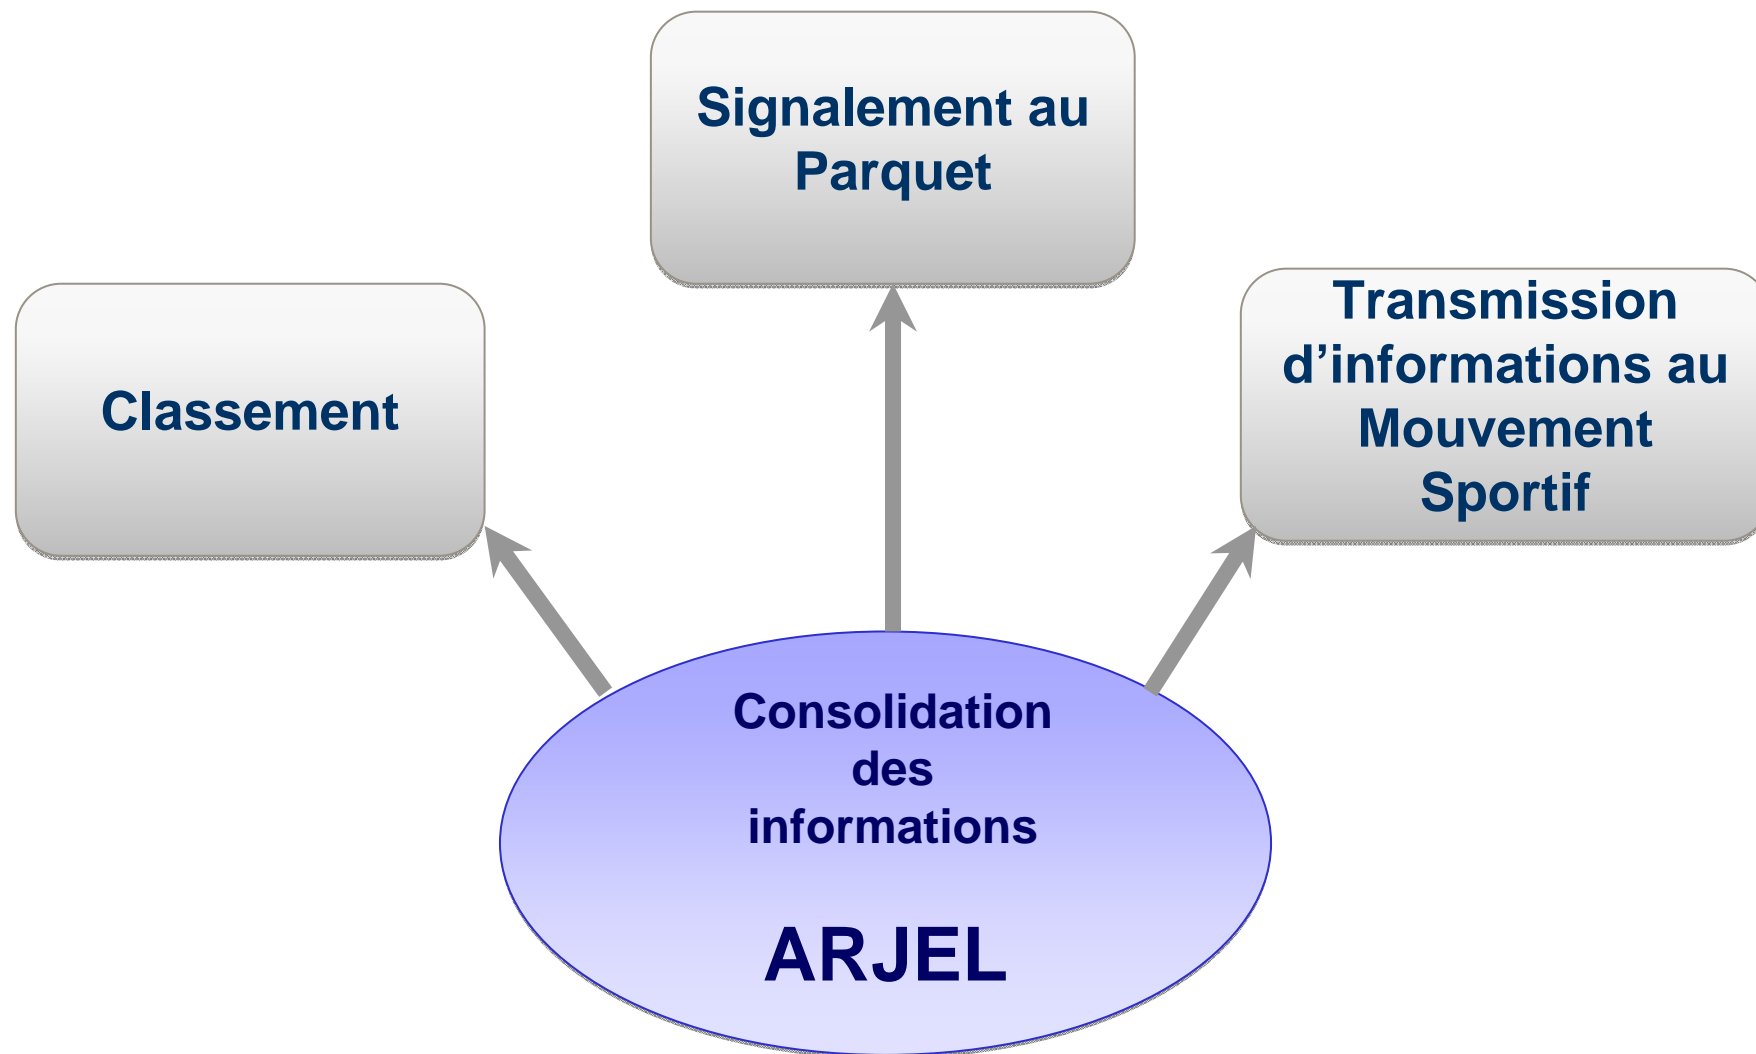 Signalement au
Parquet
Classement
Transmission
d’informations au
Mouvement
Sportif
Consolidation
des
informations
ARJEL